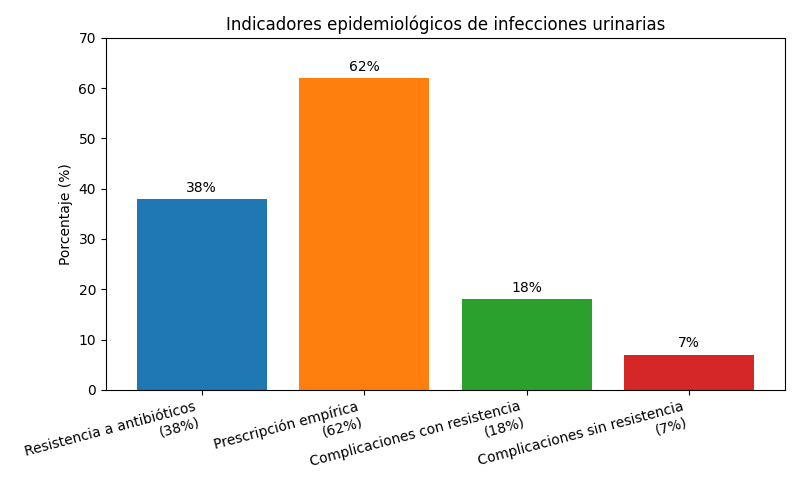 Indicadores epidemiológicos de infecciones urinarias
Porcentaje (%)
70
60
50
40
30
20
10
0
38%
62%
18%
7%
Resistencia a antibióticos
(38%)
Prescripción empírica
(62%)
Complicaciones con resistencia
(18%)
Complicaciones sin resistencia
(7%)